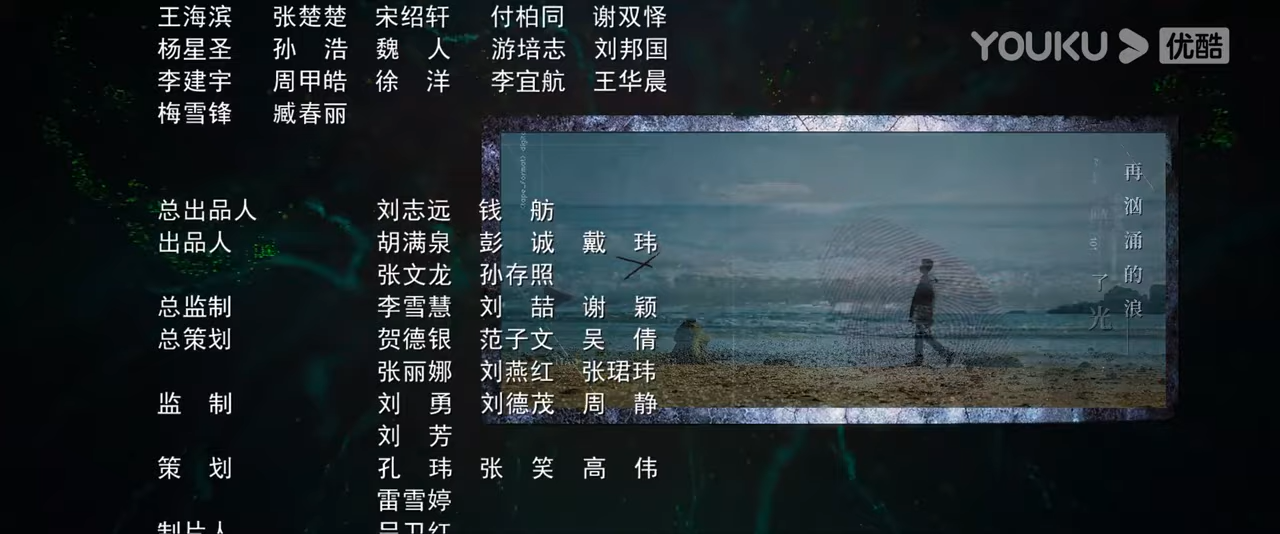 王海滨 张楚楚 宋绍轩 付柏同 谢双怿
杨星圣 孙 浩 魏 人 游培志 刘邦国
李建宇 周甲皓 徐 洋 李宜航 王华晨
梅雪锋 臧春丽
YOUKU 优酷
总出品人 刘志远 钱 舫
出品人 胡满泉 彭 诚 戴 玮
张文龙 孙存照
总监制 李雪慧 刘 喆 谢 颖
总策划 贺德银 范子文 吴 倩
张丽娜 刘燕红 张珺玮
监 制 刘 勇 刘德茂 周 静
刘 芳
策 划 孔 玮 张 笑 高 伟
雷雪婷
再汹涌的浪
了光